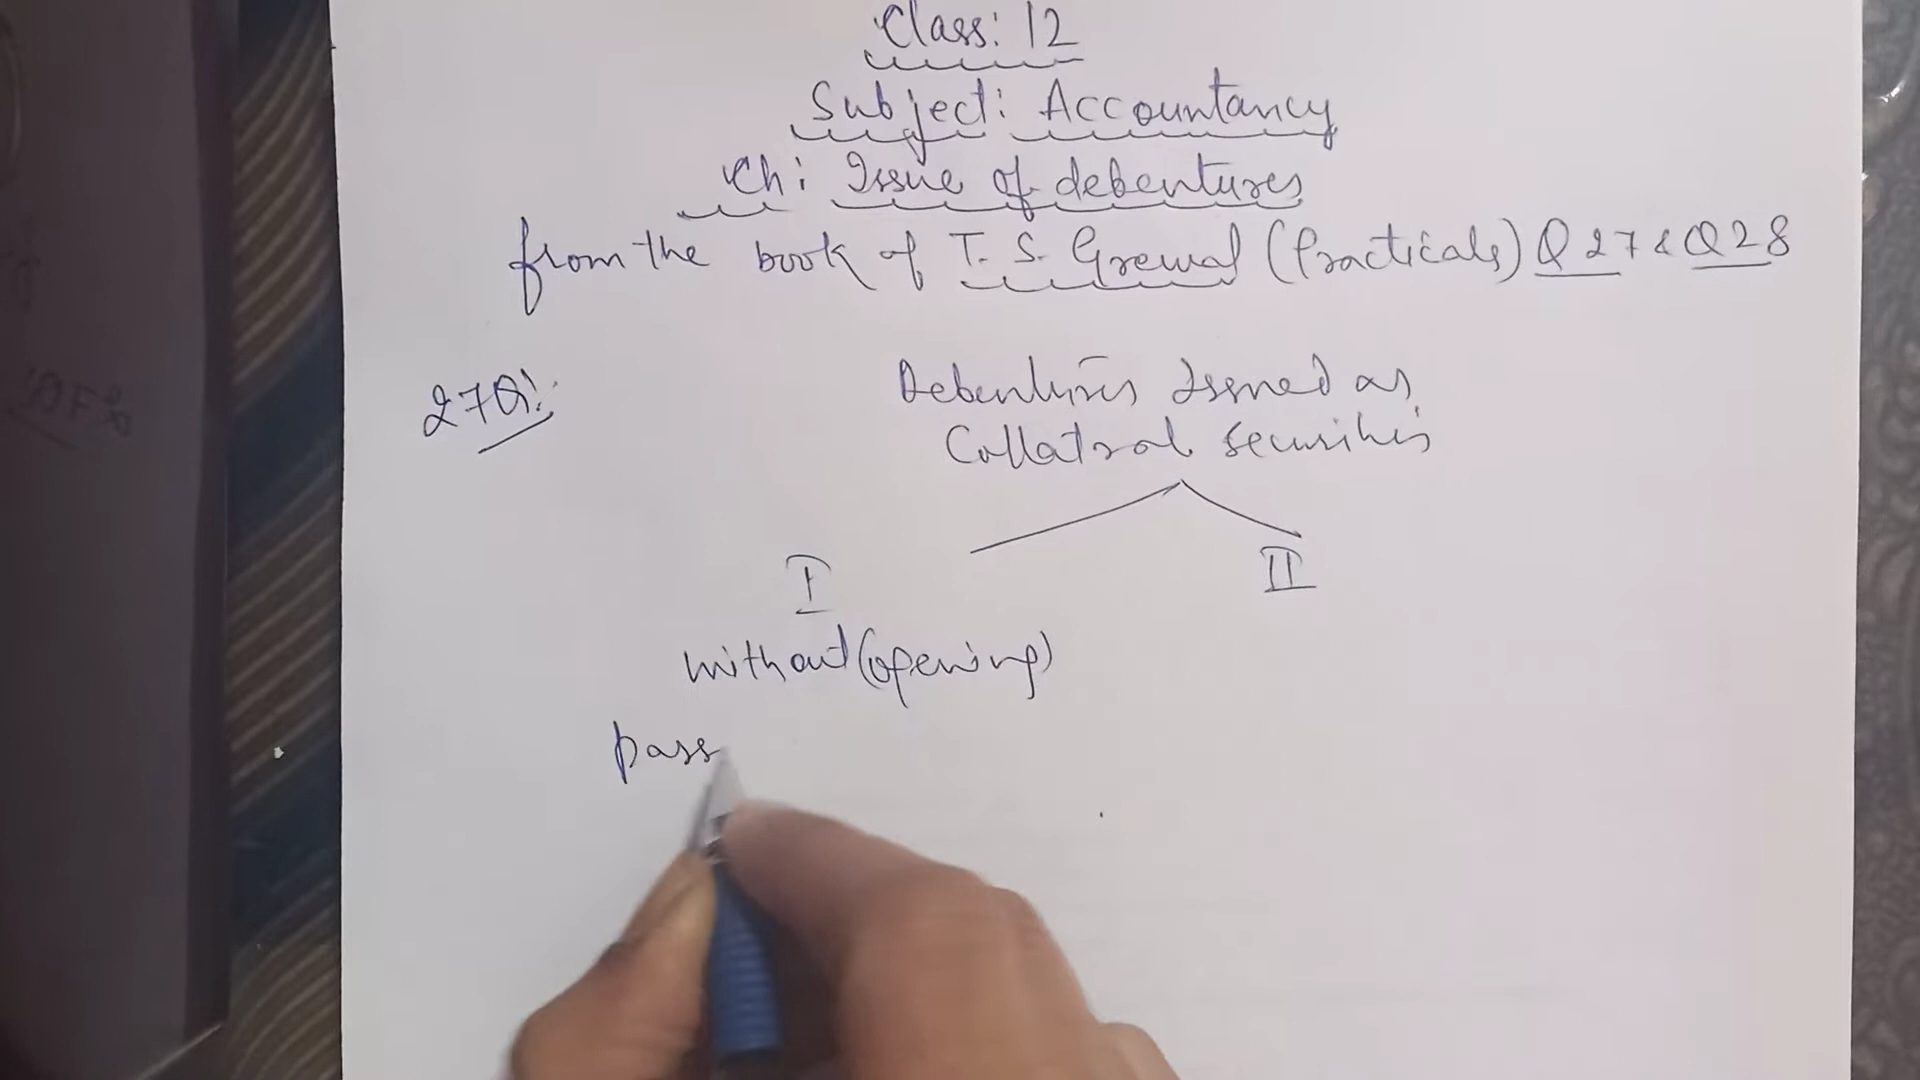 Class: 12
Subject: Accountancy
Ch: Issue of debentures
from the book of T. S. Grewal (Practicals) Q 27 & Q 28
27Q:
Debentures Issued as
Collatral securities
I
II
without (opening)
pass